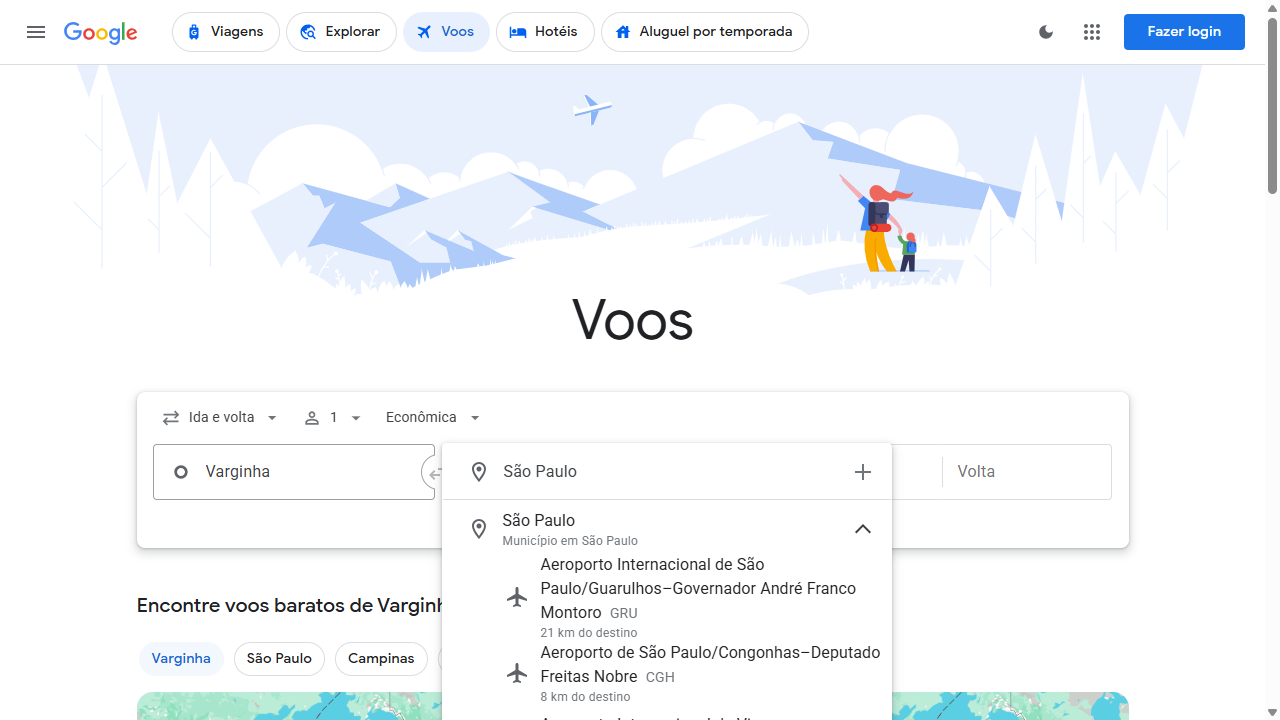 Google
Viagens
Explorar
Voos
Hotéis
Aluguel por temporada
Fazer login
Voos
Ida e volta
1
Econômica
Varginha
São Paulo
Volta
São Paulo
Município em São Paulo
Aeroporto Internacional de São
Paulo/Guarulhos–Governador André Franco
Montoro GRU
21 km do destino
Aeroporto de São Paulo/Congonhas–Deputado
Freitas Nobre CGH
8 km do destino
Encontre voos baratos de Varginh
Varginha
São Paulo
Campinas